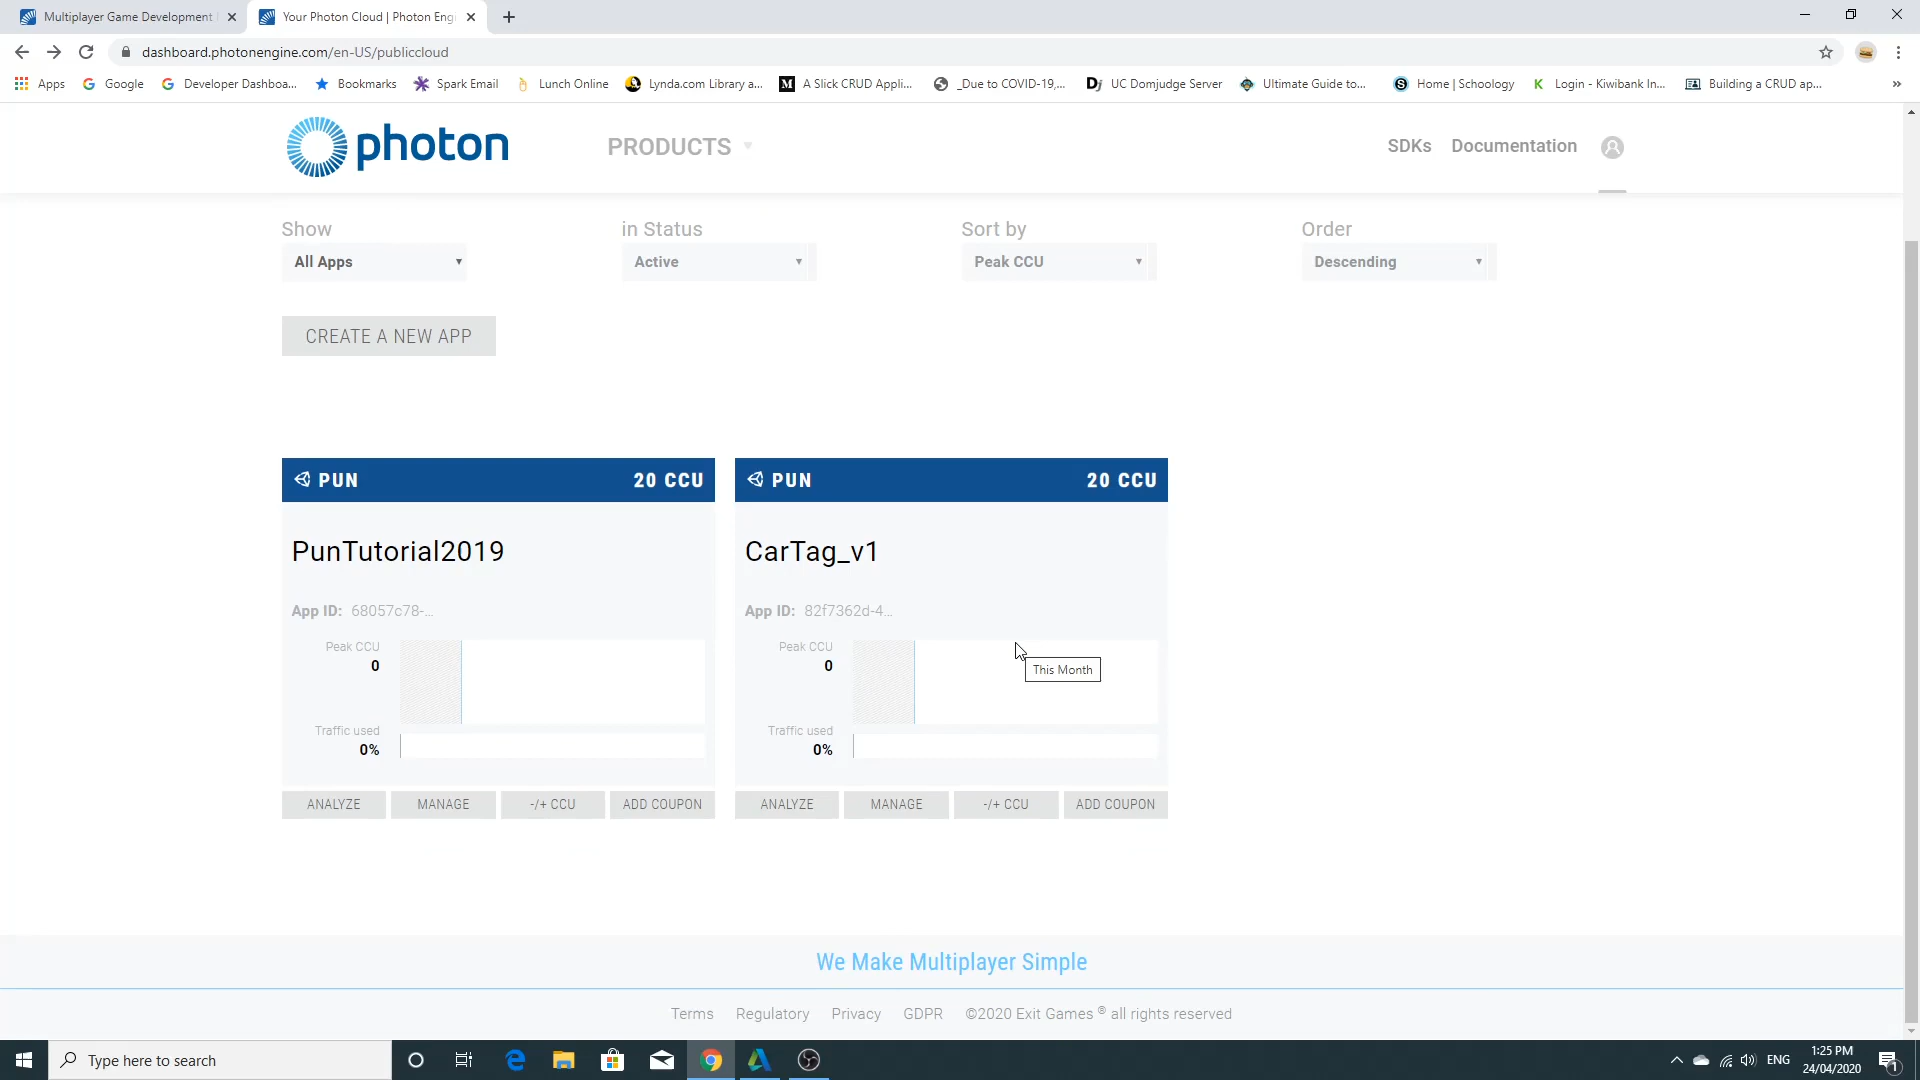 Multiplayer Game Development
Your Photon Cloud | Photon Eng
dashboard.photonengine.com/en-US/publiccloud
Apps
Google
Developer Dashboa...
Bookmarks
Spark Email
Lunch Online
Lynda.com Library a...
A Slick CRUD Appli...
_Due to COVID-19,...
UC Domjudge Server
Ultimate Guide to...
Home | Schoology
Login - Kiwibank In...
Building a CRUD ap...
»
photon
PRODUCTS
SDKs
Documentation
Show
in Status
Sort by
Order
All Apps
Active
Peak CCU
Descending
CREATE A NEW APP
PUN
20 CCU
PunTutorial2019
App ID: 68057c78-...
Peak CCU
0
Traffic used
0%
ANALYZE
MANAGE
-/+ CCU
ADD COUPON
PUN
20 CCU
CarTag_v1
App ID: 82f7362d-4...
Peak CCU
0
This Month
Traffic used
0%
ANALYZE
MANAGE
-/+ CCU
ADD COUPON
We Make Multiplayer Simple
Terms
Regulatory
Privacy
GDPR
©2020 Exit Games ® all rights reserved
Type here to search
ENG
1:25 PM
24/04/2020
1